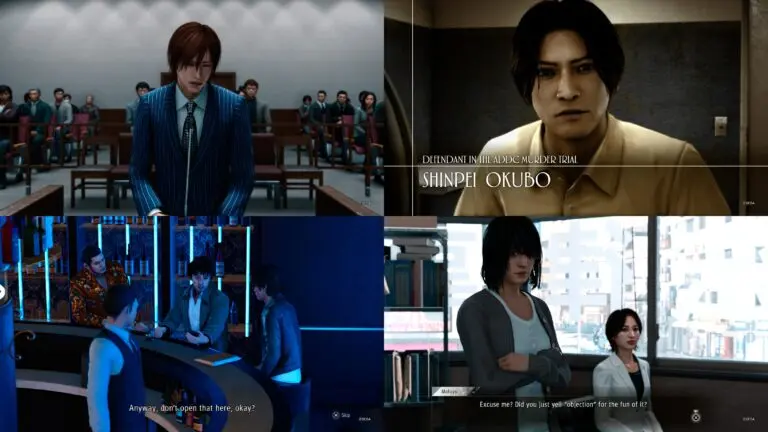 DEFENDANT IN THE ADDC MURDER TRIAL
SHINPEI OKUBO
Anyway, don't open that here, okay?
Skip
Mafuyu
Excuse me? Did you just yell "objection" for the fun of it?